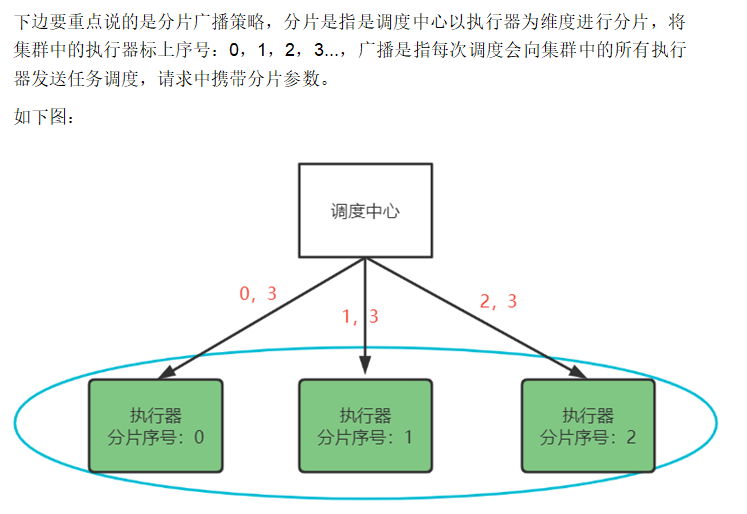 下边要重点说的是分片广播策略，分片是指是调度中心以执行器为维度进行分片，将
集群中的执行器标上序号：0，1，2，3...，广播是指每次调度会向集群中的所有执行
器发送任务调度，请求中携带分片参数。
如下图：
调度中心
0，3
1，3
2，3
执行器
分片序号：0
执行器
分片序号：1
执行器
分片序号：2